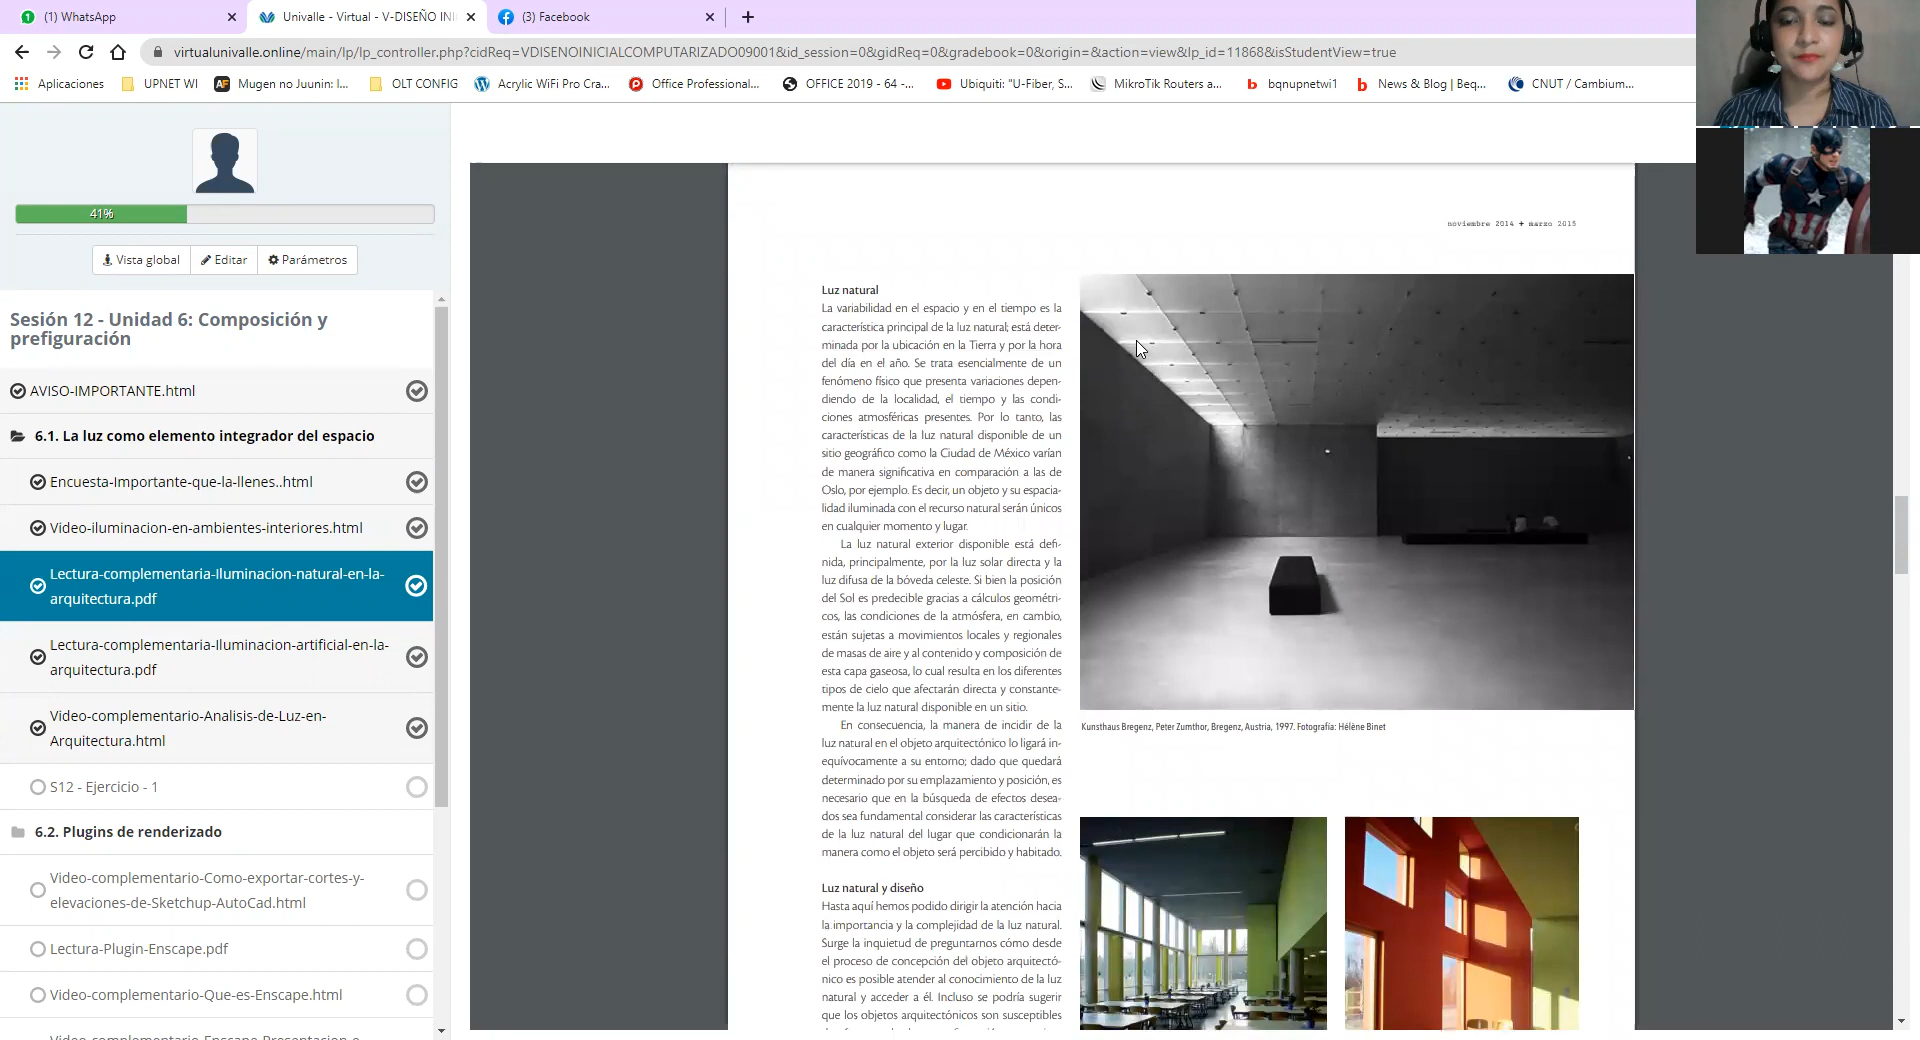 (1) WhatsApp
Univalle - Virtual - V-DISEÑO INI
(3) Facebook
virtualunivalle.online/main/lp/lp_controller.php?cidReq=VDISENOINICIALCOMPUTARIZADO09001&id_session=0&gidReq=0&gradebook=0&origin=&action=view&lp_id=11868&isStudentView=true
Aplicaciones
UPNET WI
Mugen no Juunin: I...
OLT CONFIG
Acrylic WiFi Pro Cra...
Office Professional...
OFFICE 2019 - 64 -...
Ubiquiti: "U-Fiber, S...
MikroTik Routers a...
bqnupnetwi1
News & Blog | Beq...
CNUT / Cambium...
41%
Vista global
Editar
Parámetros
Sesión 12 - Unidad 6: Composición y
prefiguración
AVISO-IMPORTANTE.html
6.1. La luz como elemento integrador del espacio
Encuesta-Importante-que-la-llenes..html
Video-iluminacion-en-ambientes-interiores.html
Lectura-complementaria-Iluminacion-natural-en-la-
arquitectura.pdf
Lectura-complementaria-Iluminacion-artificial-en-la-
arquitectura.pdf
Video-complementario-Analisis-de-Luz-en-
Arquitectura.html
S12 - Ejercicio - 1
6.2. Plugins de renderizado
Video-complementario-Como-exportar-cortes-y-
elevaciones-de-Sketchup-AutoCad.html
Lectura-Plugin-Enscape.pdf
Video-complementario-Que-es-Enscape.html
noviembre 2014 + marzo 2015
Luz natural
La variabilidad en el espacio y en el tiempo es la
característica principal de la luz natural; está deter-
minada por la ubicación en la Tierra y por la hora
del día en el año. Se trata esencialmente de un
fenómeno físico que presenta variaciones depen-
diendo de la localidad, el tiempo y las condi-
ciones atmosféricas presentes. Por lo tanto, las
características de la luz natural disponible de un
sitio geográfico como la Ciudad de México varían
de manera significativa en comparación a las de
Oslo, por ejemplo. Es decir, un objeto y su espacia-
lidad iluminada con el recurso natural serán únicos
en cualquier momento y lugar.
La luz natural exterior disponible está defi-
nida, principalmente, por la luz solar directa y la
luz difusa de la bóveda celeste. Si bien la posición
del Sol es predecible gracias a cálculos geométri-
cos, las condiciones de la atmósfera, en cambio,
están sujetas a movimientos locales y regionales
de masas de aire y al contenido y composición de
esta capa gaseosa, lo cual resulta en los diferentes
tipos de cielo que afectarán directa y constante-
mente la luz natural disponible en un sitio.
En consecuencia, la manera de incidir de la
luz natural en el objeto arquitectónico lo ligará in-
equívocamente a su entorno; dado que quedará
determinado por su emplazamiento y posición, es
necesario que en la búsqueda de efectos desea-
dos sea fundamental considerar las características
de la luz natural del lugar que condicionarán la
manera como el objeto será percibido y habitado.
Luz natural y diseño
Hasta aquí hemos podido dirigir la atención hacia
la importancia y la complejidad de la luz natural.
Surge la inquietud de preguntarnos cómo desde
el proceso de concepción del objeto arquitectó-
nico es posible atender al conocimiento de la luz
natural y acceder a él. Incluso se podría sugerir
que los objetos arquitectónicos son susceptibles
Kunsthaus Bregenz, Peter Zumthor, Bregenz, Austria, 1997. Fotografía: Hélène Binet